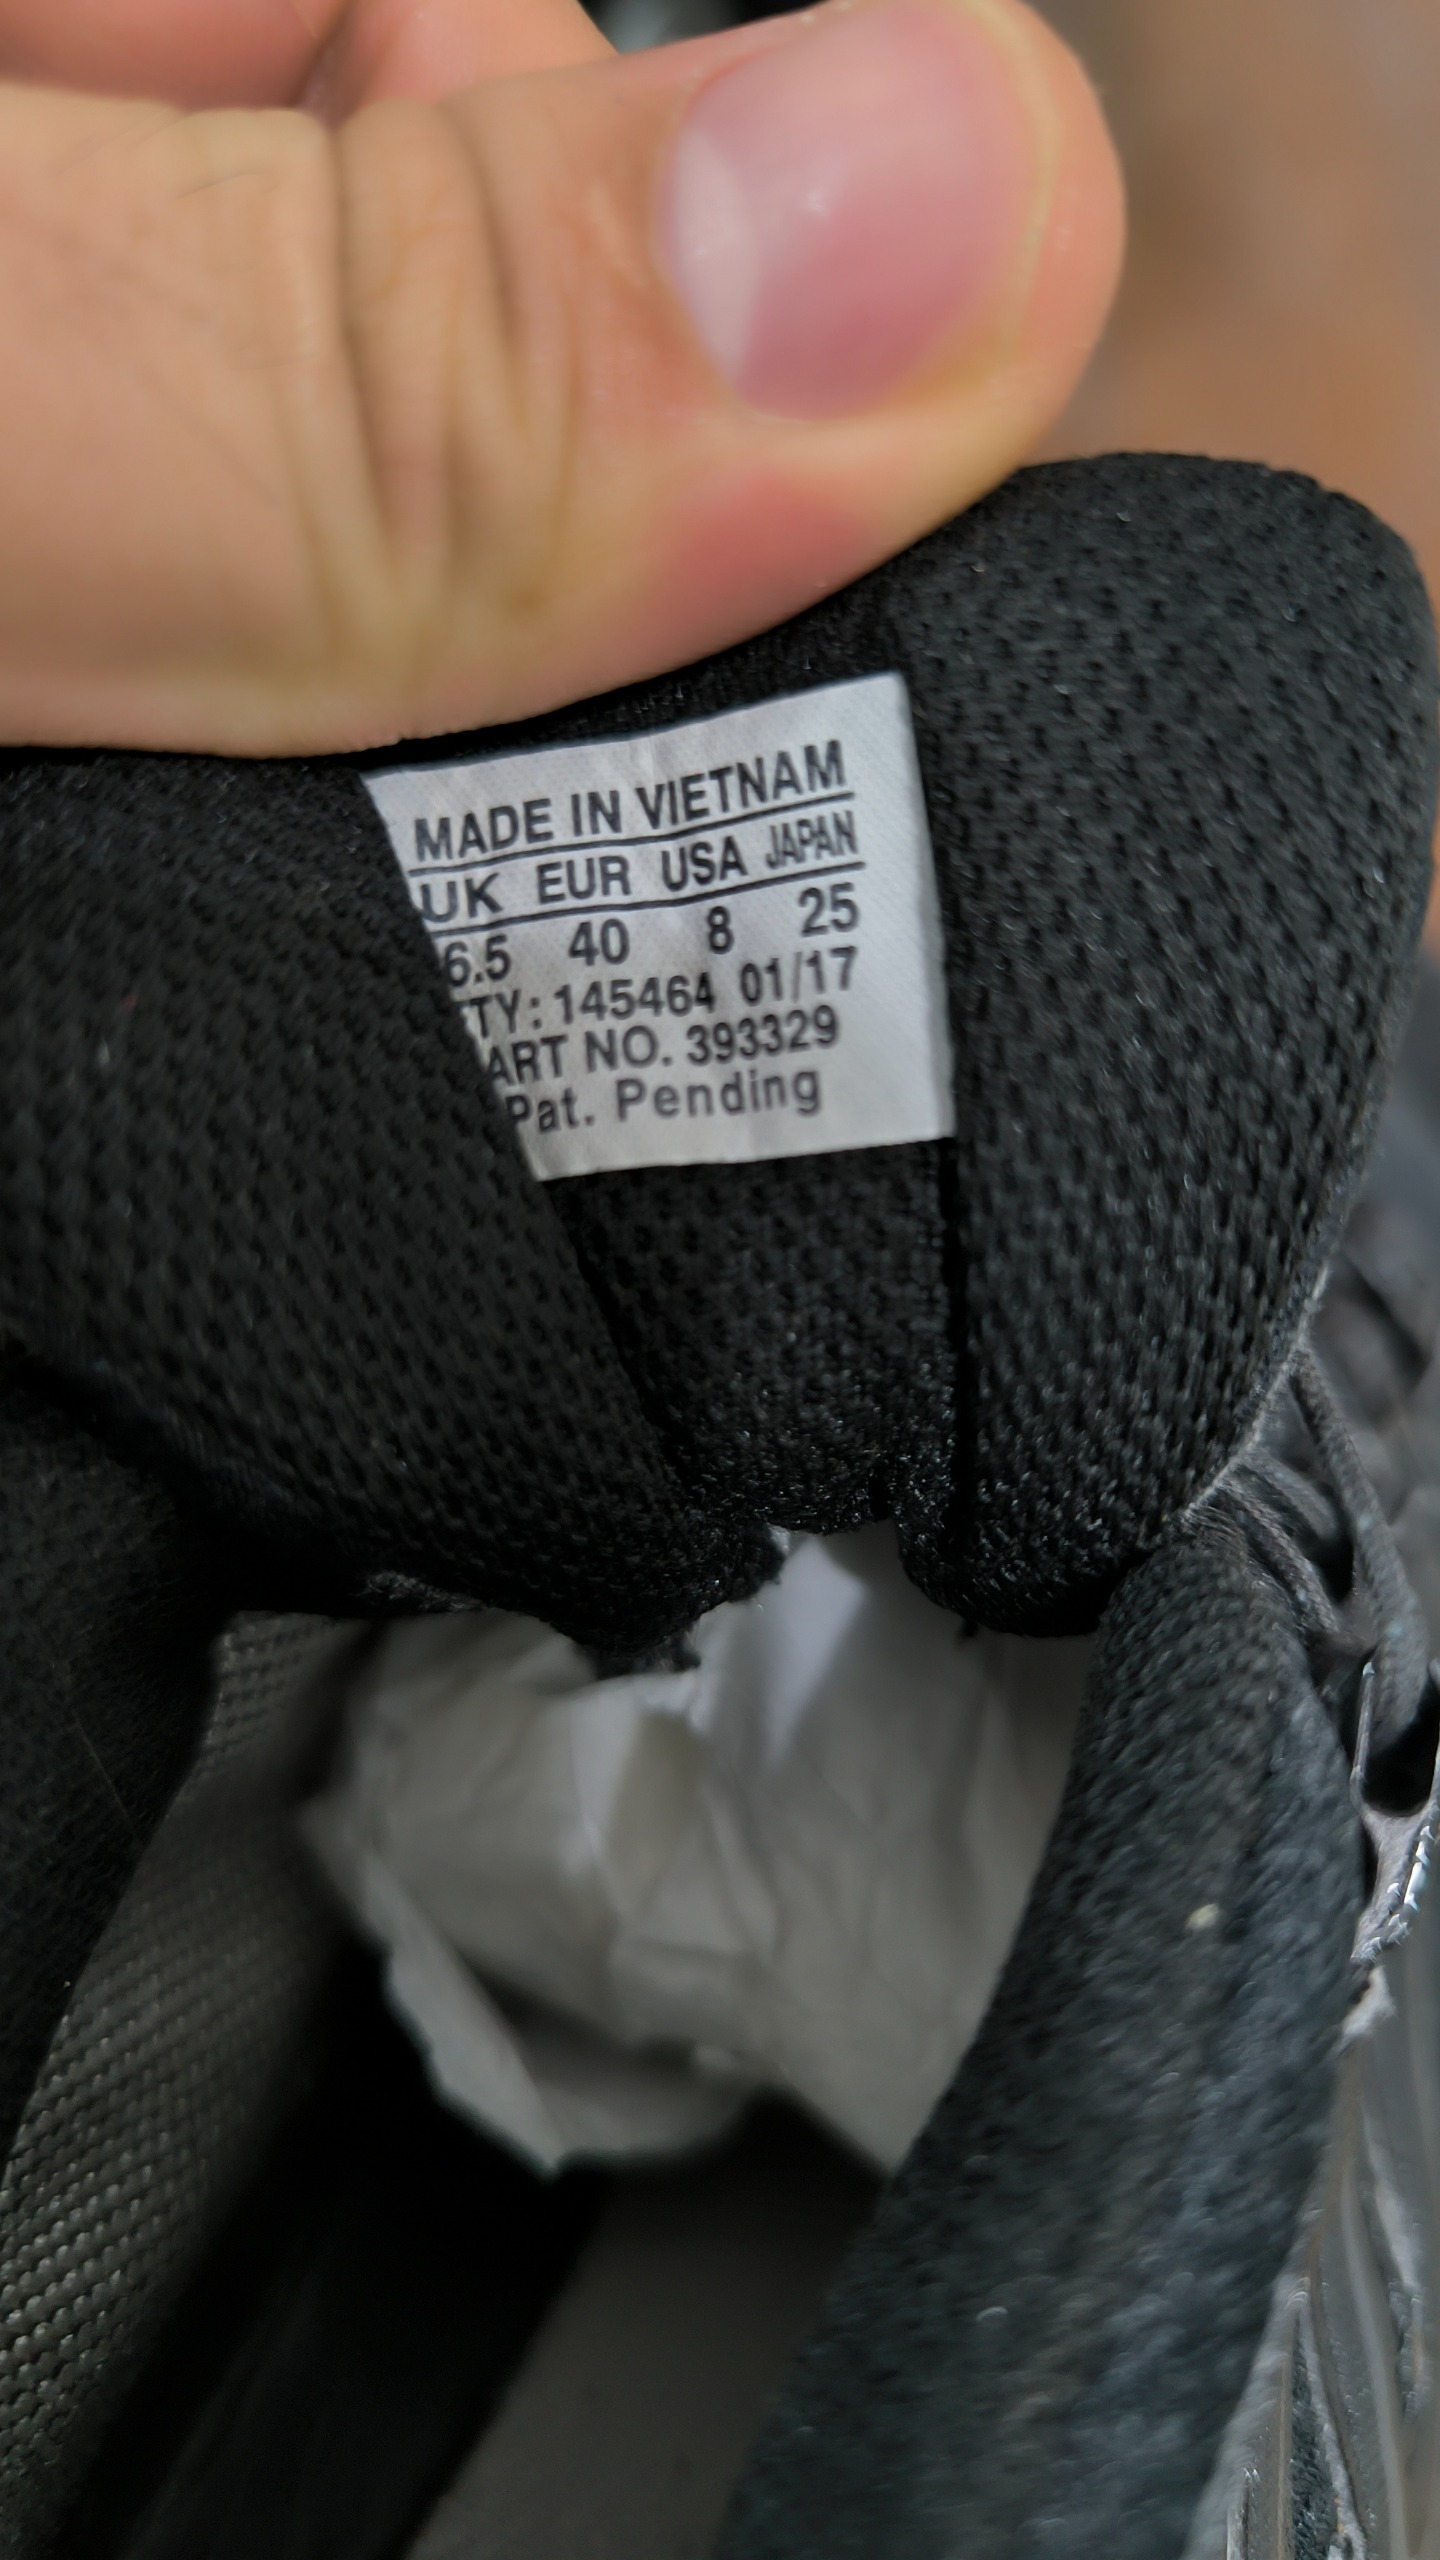 MADE IN VIETNAM
UK EUR USA JAPAN
6.5 40 8 25
TY: 145464 01/17
ART NO. 393329
Pat. Pending